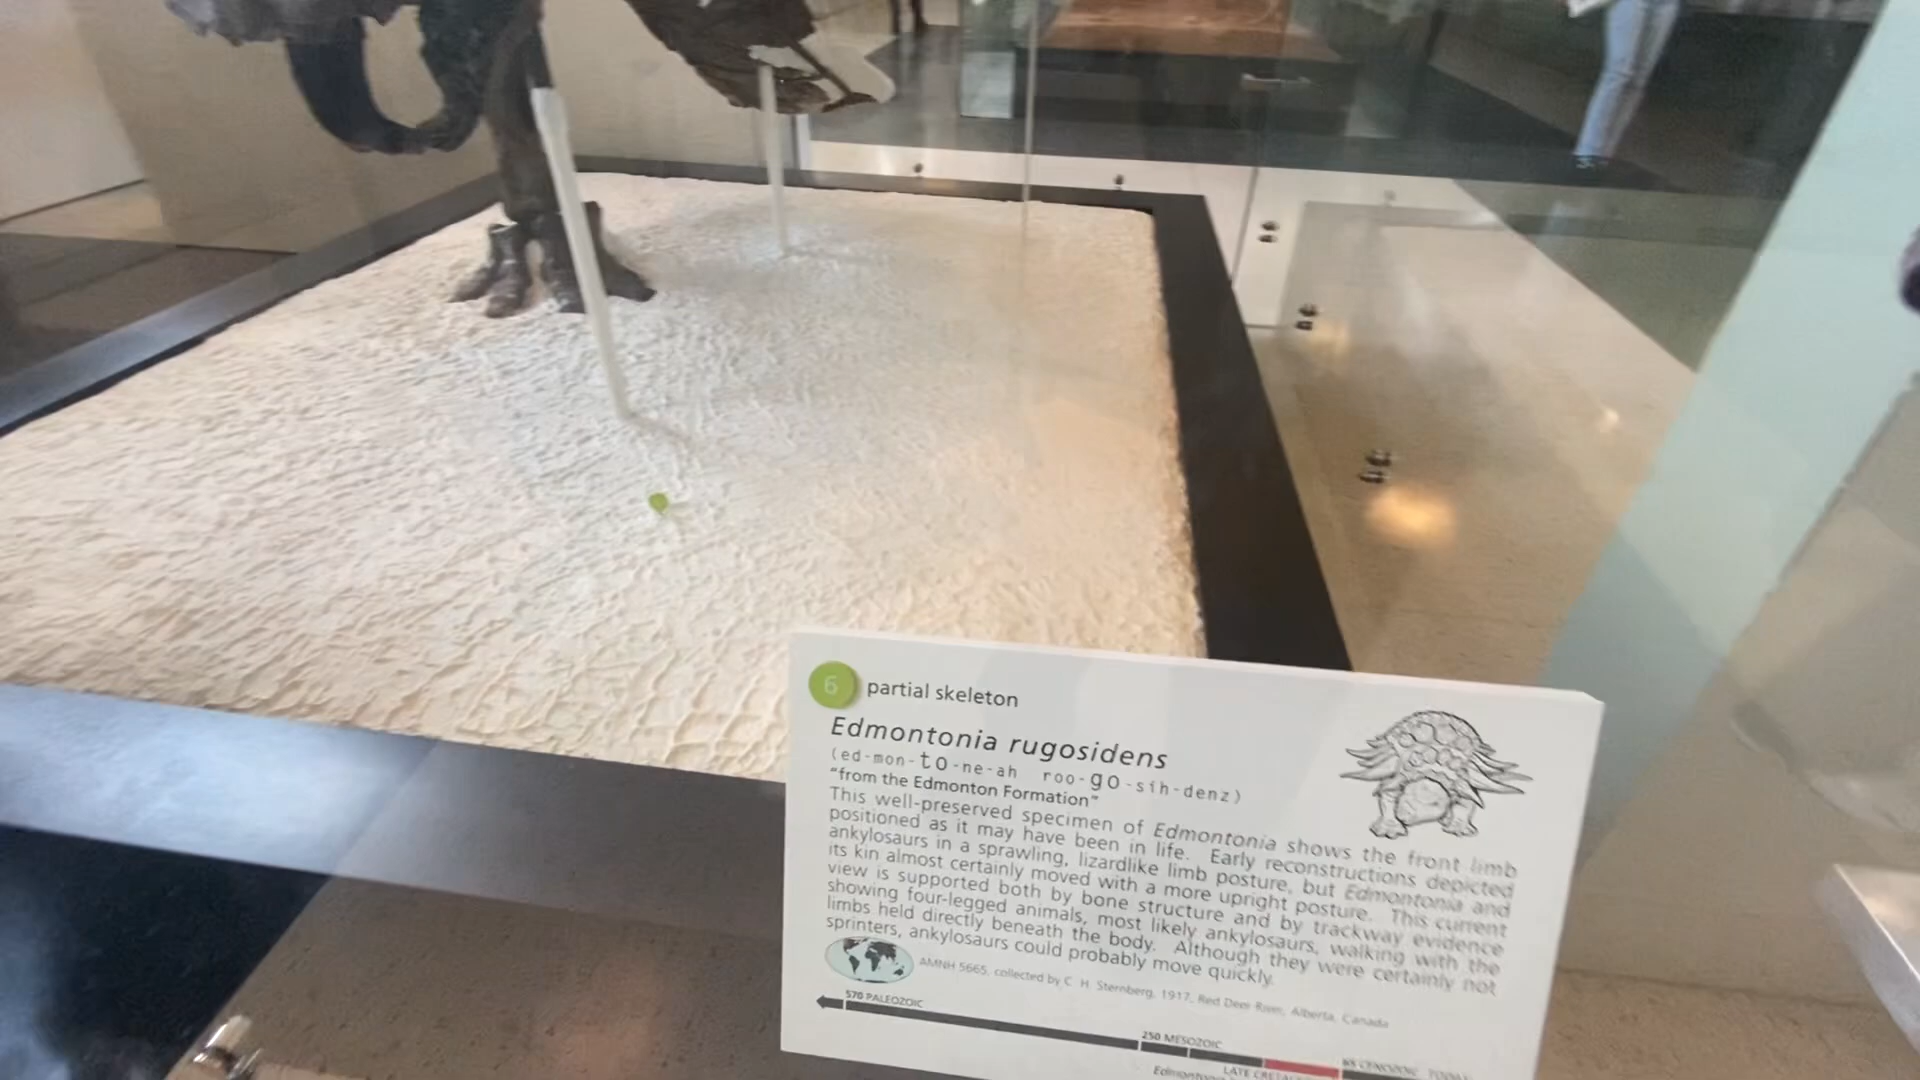 6 partial skeleton
Edmontonia rugosidens
(ed-mon-to-ne-ah roo-go-sih-denz)
“from the Edmonton Formation”
This well-preserved specimen of Edmontonia shows the front limb
positioned as it may have been in life. Early reconstructions depicted
ankylosaurs in a sprawling, lizardlike limb posture, but Edmontonia and
its kin almost certainly moved with a more upright posture. This current
view is supported both by bone structure and by trackway evidence
showing four-legged animals, most likely ankylosaurs, walking with the
limbs held directly beneath the body. Although they were certainly not
sprinters, ankylosaurs could probably move quickly.
AMNH 5665, collected by C. H. Sternberg, 1917, Red Deer River, Alberta, Canada
570 PALEOZOIC
250 MESOZOIC
65 CENOZOIC TODAY
LATE
Edmontonia